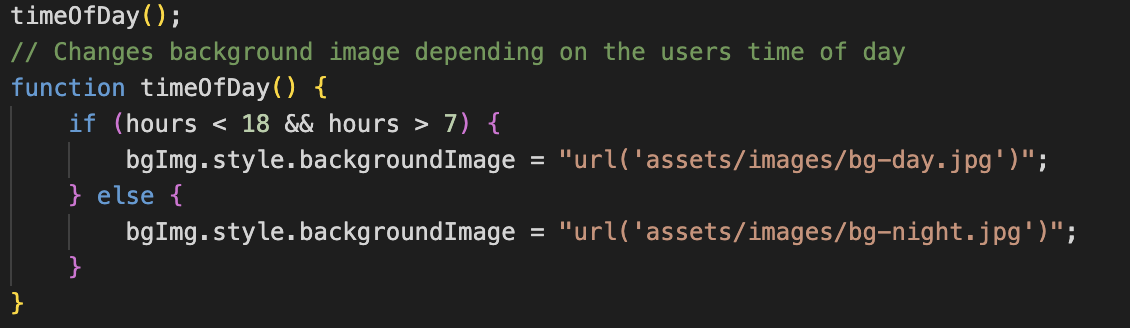 timeOfDay();
// Changes background image depending on the users time of day
function timeOfDay() {
    if (hours < 18 && hours > 7) {
        bgImg.style.backgroundImage = "url('assets/images/bg-day.jpg')";
    } else {
        bgImg.style.backgroundImage = "url('assets/images/bg-night.jpg')";
    }
}